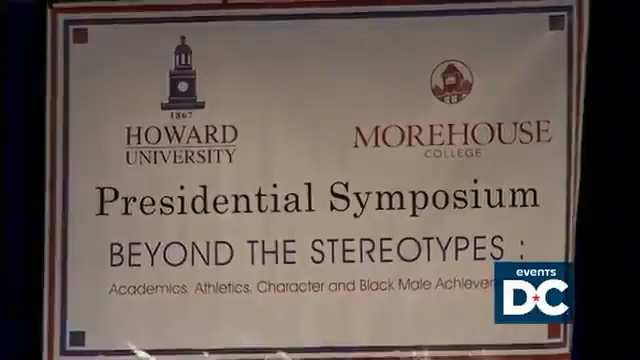 1867
HOWARD
UNIVERSITY
MOREHOUSE
COLLEGE
Presidential Symposium
BEYOND THE STEREOTYPES :
Academics, Athletics, Character and Black Male
events
DC